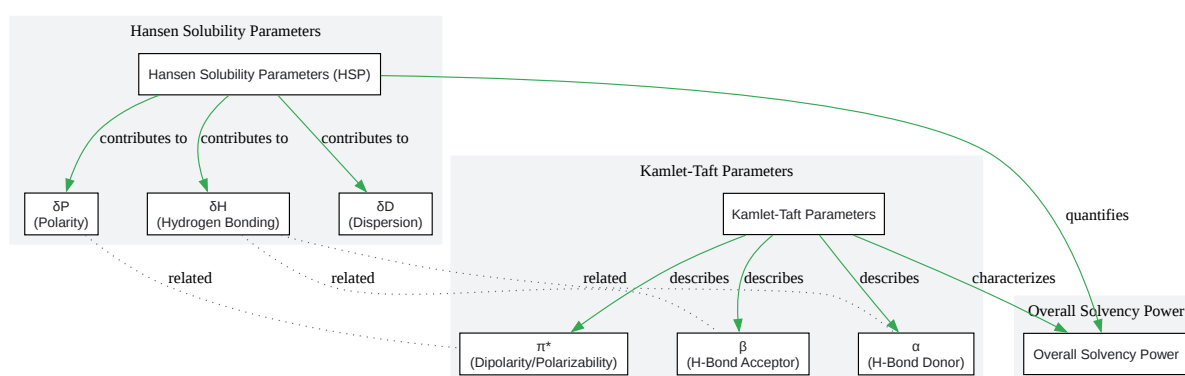 Hansen Solubility Parameters
Hansen Solubility Parameters (HSP)
contributes to
contributes to
contributes to
δP
(Polarity)
δH
(Hydrogen Bonding)
δD
(Dispersion)
Kamlet-Taft Parameters
Kamlet-Taft Parameters
quantifies
related
related
related
describes
describes
describes
characterizes
π*
(Dipolarity/Polarizability)
β
(H-Bond Acceptor)
α
(H-Bond Donor)
Overall Solvency Power
Overall Solvency Power